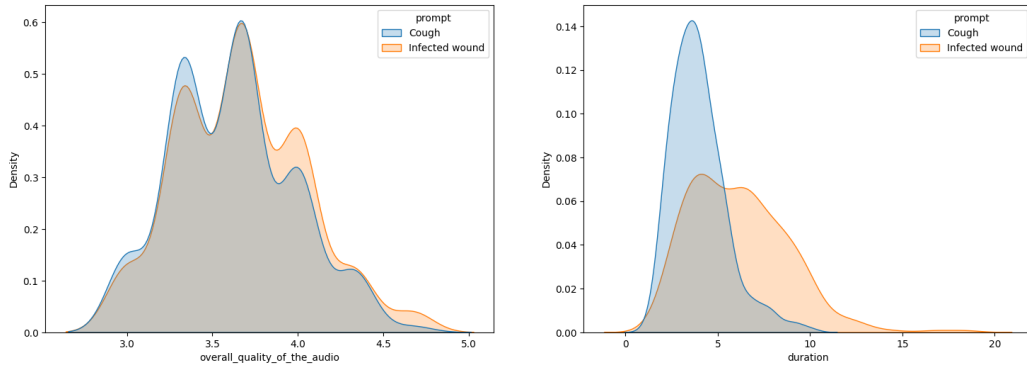 prompt
Cough
Infected wound
Density
0.6
0.5
0.4
0.3
0.2
0.1
0.0
3.0 3.5 4.0 4.5 5.0
overall_quality_of_the_audio
prompt
Cough
Infected wound
Density
0.14
0.12
0.10
0.08
0.06
0.04
0.02
0.00
0 5 10 15 20
duration